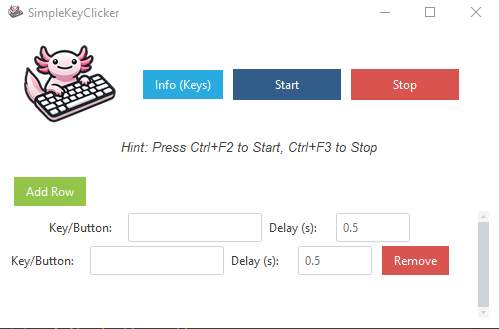 SimpleKeyClicker
Info (Keys) Start Stop
Hint: Press Ctrl+F2 to Start, Ctrl+F3 to Stop
Add Row
Key/Button: Delay (s): 0.5
Key/Button: Delay (s): 0.5 Remove